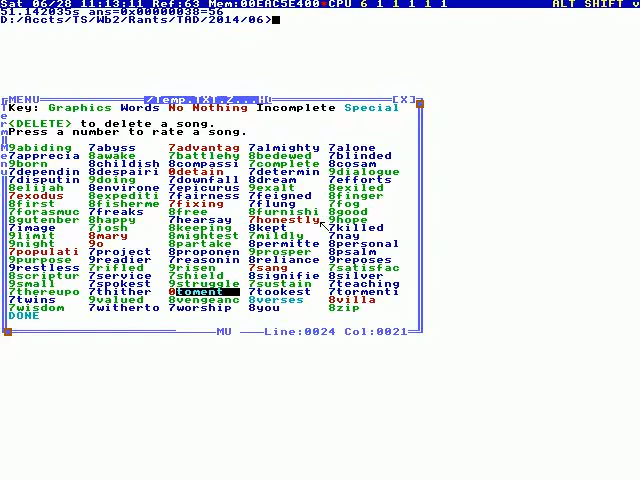 Sat 06/28 11:13:11 Ref:63 Mem:00EAC5E400 CPU 6 1 1 1 1 1 ALT SHIFT v
51.142035s ans=0x00000038=56
D:/Accts/TS/Wb2/Rants/TAD/2014/06>
MENU /Temp.TXT.Z...H [X]
Key: Graphics Words No Nothing Incomplete Special
<DELETE> to delete a song.
Press a number to rate a song.
9abiding 7abyss 7advantag 7almighty 7alone
7apprecia 8awake 7battlehy 8bedewed 7blinded
9born 8childish 8compassi 7complete 8cosam
7dependin 8despairi 0detain 7determin 9dialogue
7disputin 9doing 7downfall 8dream 7efforts
8elijah 8environe 7epicurus 9exalt 8exiled
7exodus 8expediti 7fairness 7feigned 8finger
8first 8fisherme 7fixing 7flung 7fog
7forasmuc 7freaks 8free 8furnishi 8good
8gutenber 8happy 7hearsay 7honestly 9hope
7image 7josh 8keeping 8kept 7killed
9limit 8mary 8mightest 7mildly 7nay
9night 9o 8partake 8permitte 8personal
7populati 7project 8proponen 9prosper 8psalm
9purpose 9readier 7reasonin 8reliance 9reposes
9restless 7rifled 9risen 7sang 7satisfac
8scriptur 7service 7shield 8signifie 8silver
9small 7spokest 9struggle 7sustain 7teaching
7thereupo 7thither 0toment 7tookest 7tormenti
7twins 9valued 8vengeanc 8verses 8villa
7wisdom 7witherto 7worship 8you 8zip
DONE
MU Line:0024 Col:0021